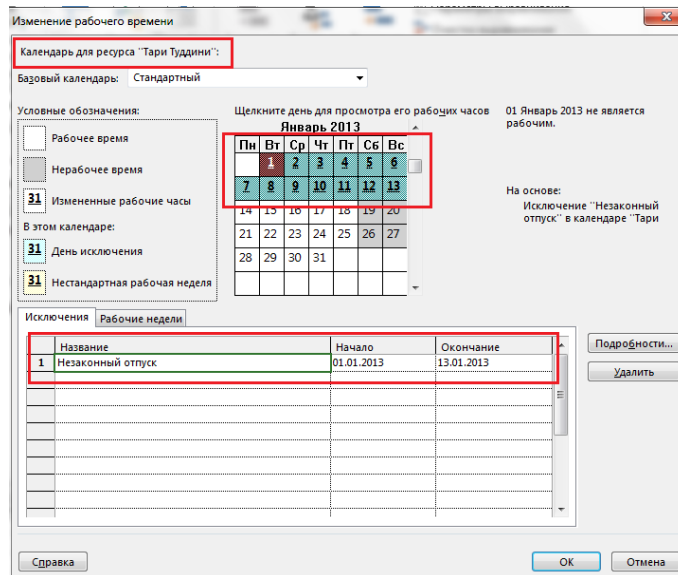 Изменение рабочего времени
Календарь для ресурса "Тари Туддини":
Базовый календарь: Стандартный
Условные обозначения:
Рабочее время
Нерабочее время
31 Измененные рабочие часы
В этом календаре:
31 День исключения
31 Нестандартная рабочая неделя
Щелкните день для просмотра его рабочих часов
Январь 2013
Пн Вт Ср Чт Пт Сб Вс
1 2 3 4 5 6
7 8 9 10 11 12 13
14 15 16 17 18 19 20
21 22 23 24 25 26 27
28 29 30 31
01 Январь 2013 не является
рабочим.
На основе:
Исключение "Незаконный
отпуск" в календаре "Тари
Исключения Рабочие недели
Название Начало Окончание
1 Незаконный отпуск 01.01.2013 13.01.2013
Подробности...
Удалить
Справка
ОК Отмена